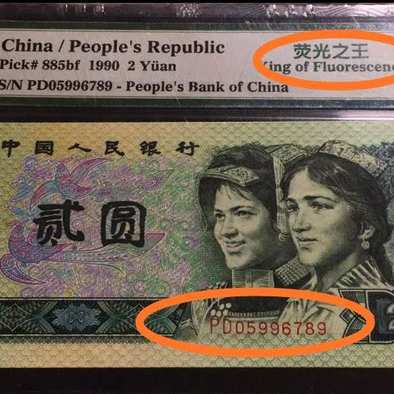 China / People's Republic
荧光之王
Pick# 885bf 1990 2 Yüan
King of Fluorescence
S/N PD05996789 - People's Bank of China
中国人民银行
贰圆
PD05996789